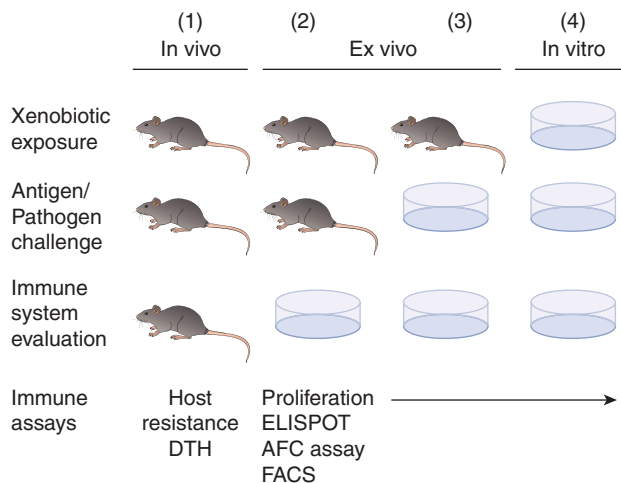 (1) (2) (3) (4)
In vivo Ex vivo In vitro
Xenobiotic
exposure
Antigen/
Pathogen
challenge
Immune
system
evaluation
Immune Host Proliferation
assays resistance ELISPOT
DTH AFC assay
FACS